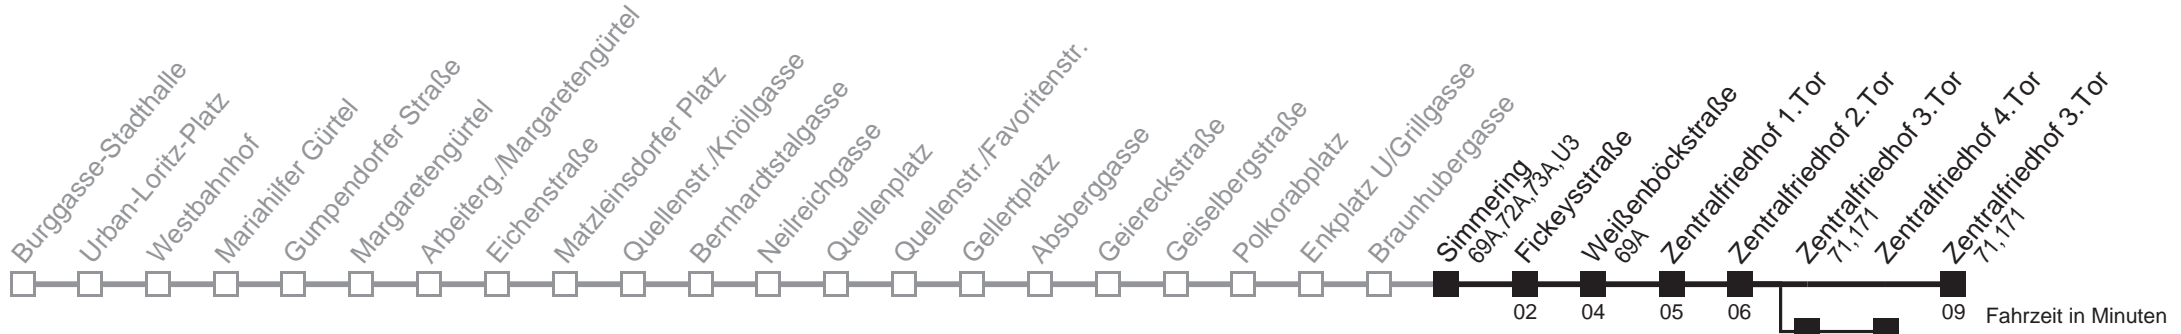 Burggasse-Stadthalle
Urban-Loritz-Platz
Westbahnhof
Mariahilfer Gürtel
Gumpendorfer Straße
Margaretengürtel
Arbeiterg./Margaretengürtel
Eichenstraße
Matzleinsdorfer Platz
Quellenstr./Knöllgasse
Bernhardtstalgasse
Neilreichgasse
Quellenplatz
Quellenstr./Favoritenstr.
Gellertplatz
Absberggasse
Geiereckstraße
Geiselbergstraße
Polkorabplatz
Enkplatz U/Grillgasse
Braunhubergasse
Simmering
69A, 72A, 73A, U3
Fickeysstraße
Weißenböckstraße
69A
Zentralfriedhof 1.Tor
Zentralfriedhof 2.Tor
Zentralfriedhof 3.Tor
71, 171
Zentralfriedhof 4.Tor
Zentralfriedhof 3.Tor
71, 171
02
04
05
06
09
Fahrzeit in Minuten